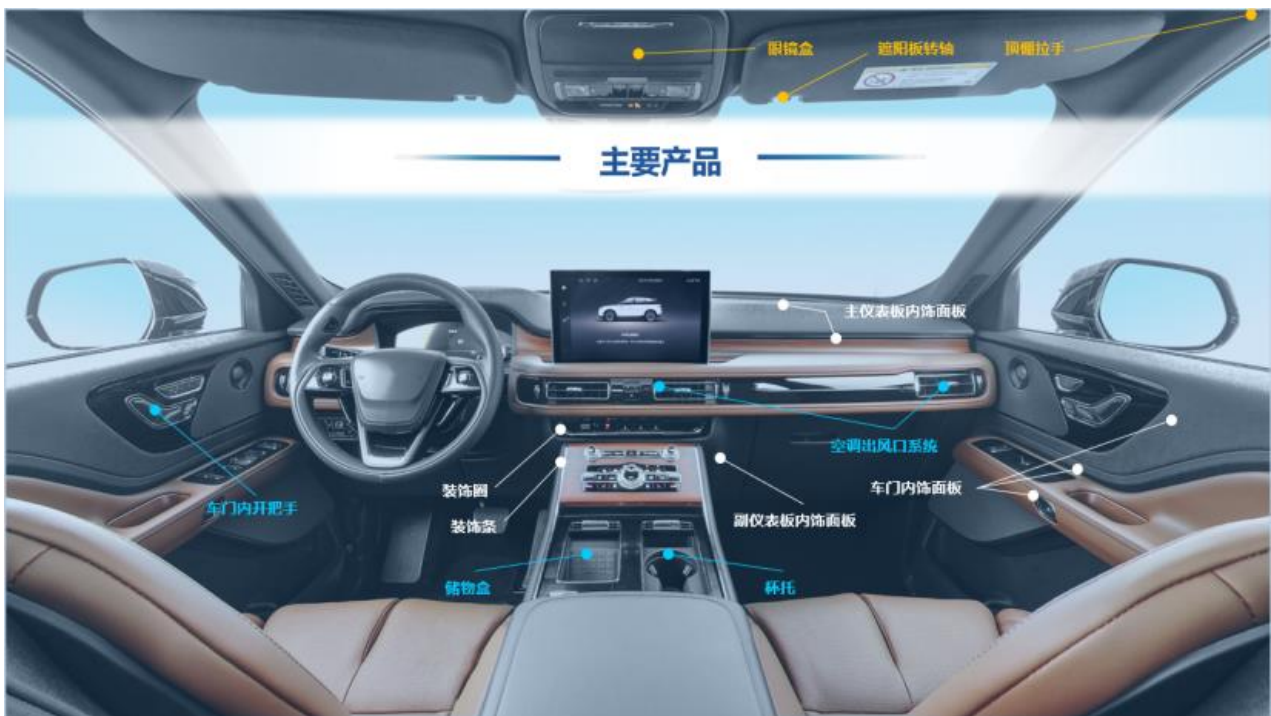 眼镜盒 遮阳板转轴 顶棚拉手
主要产品
主仪表板内饰面板
空调出风口系统
车门内饰面板
装饰圈
车门内开把手
装饰条
副仪表板内饰面板
储物盒
杯托